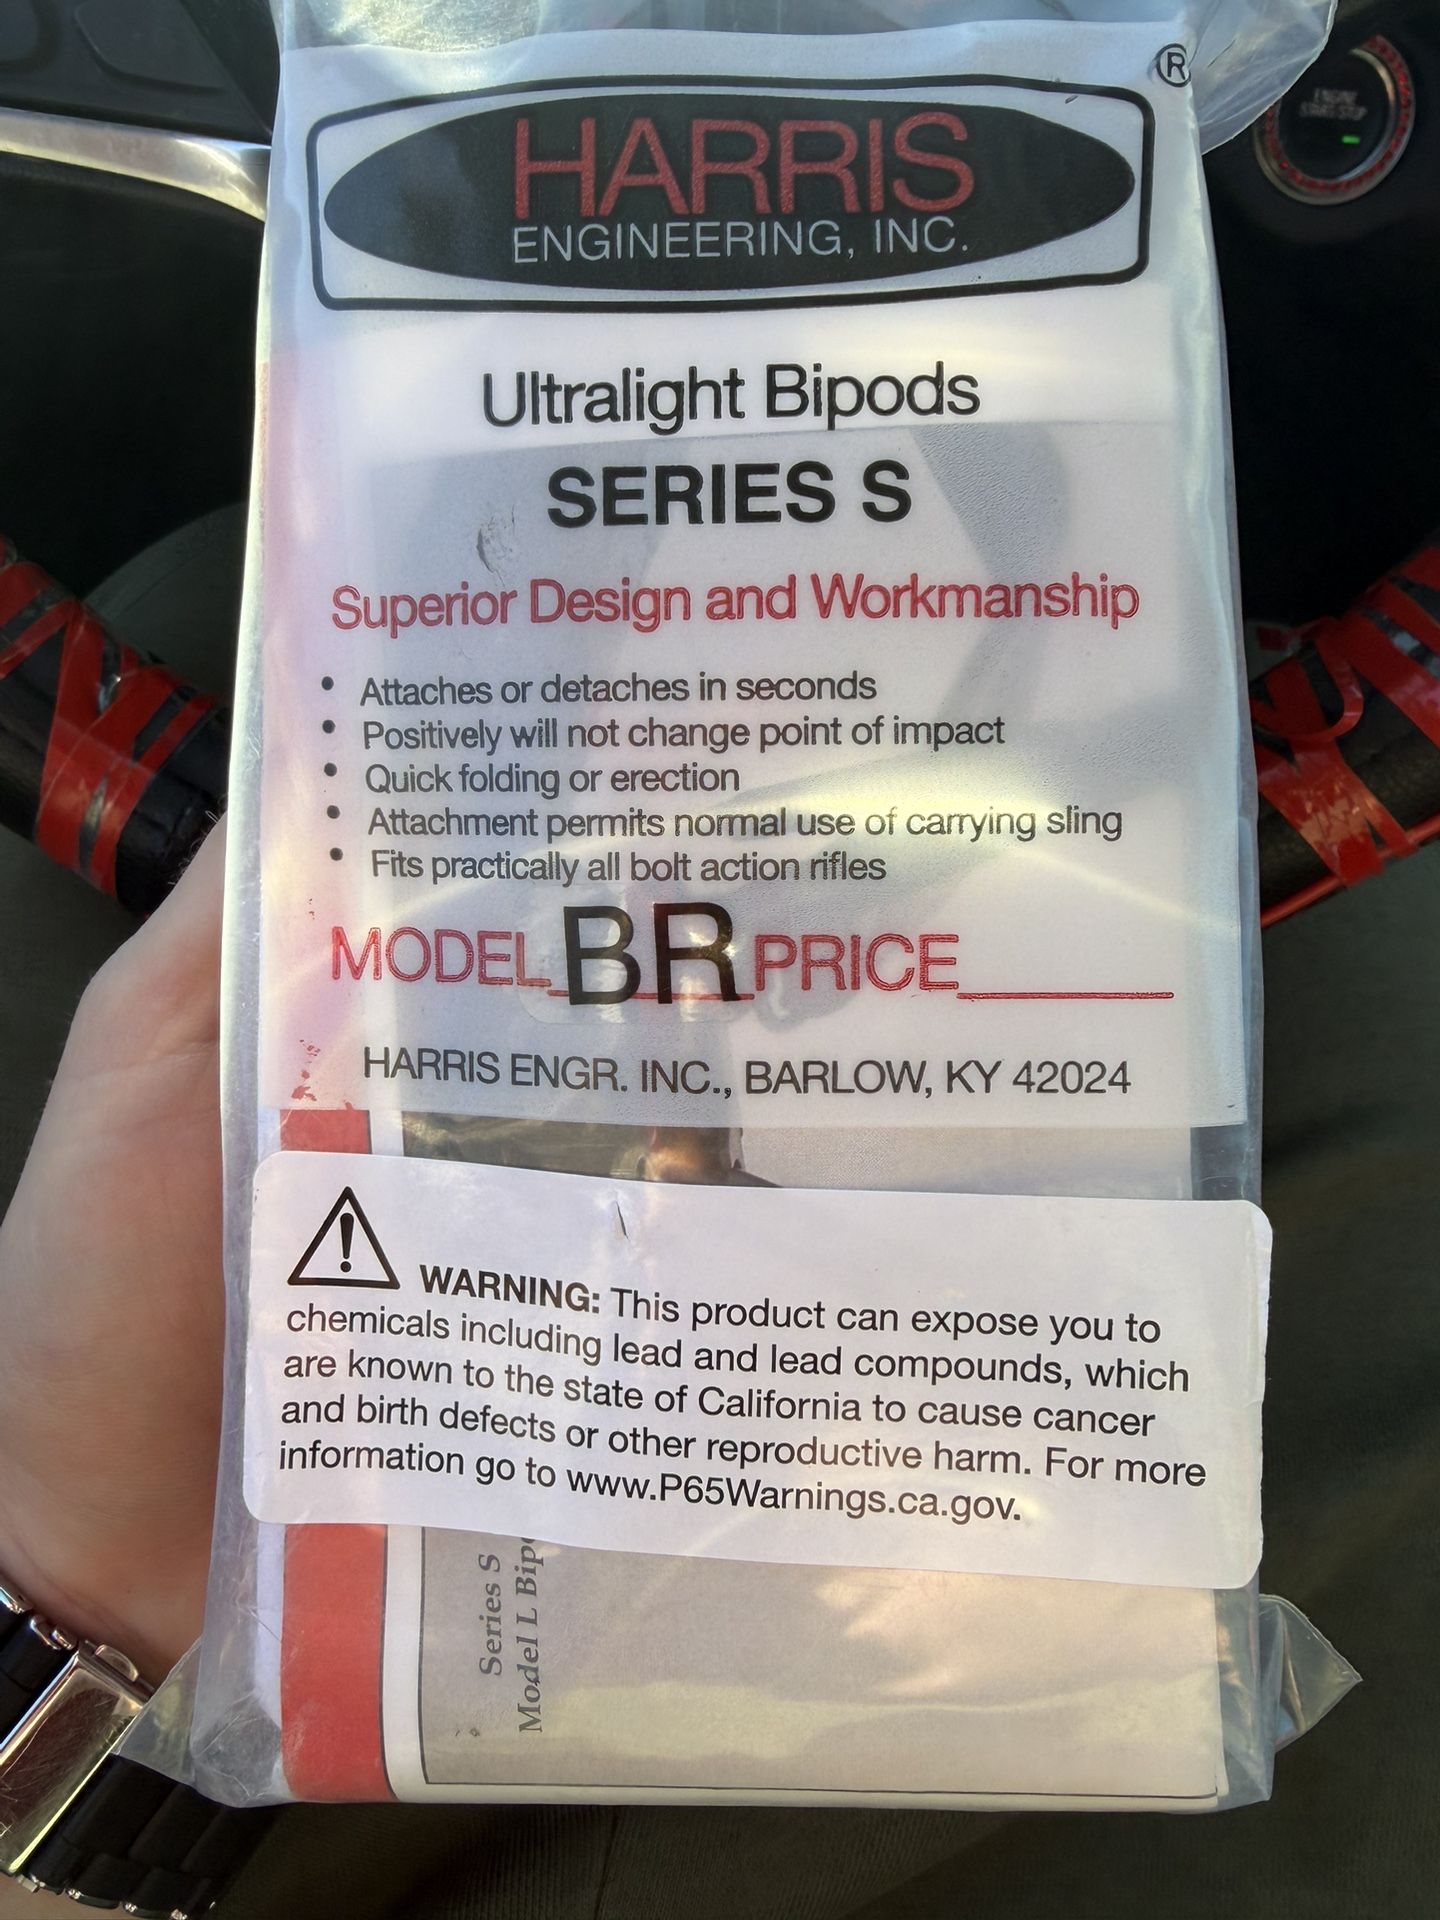 HARRIS
ENGINEERING, INC.
®
ENGINE
START STOP
Ultralight Bipods
SERIES S
Superior Design and Workmanship
• Attaches or detaches in seconds
• Positively will not change point of impact
• Quick folding or erection
• Attachment permits normal use of carrying sling
• Fits practically all bolt action rifles
MODEL BR PRICE
HARRIS ENGR. INC., BARLOW, KY 42024
WARNING: This product can expose you to
chemicals including lead and lead compounds, which
are known to the state of California to cause cancer
and birth defects or other reproductive harm. For more
information go to www.P65Warnings.ca.gov.
Series S
Model L